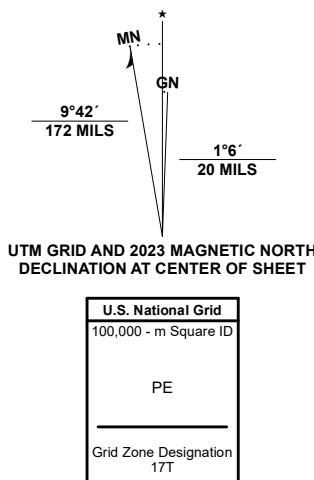 MN
GN
9°42´
172 MILS
1°6´
20 MILS
UTM GRID AND 2023 MAGNETIC NORTH
DECLINATION AT CENTER OF SHEET
U.S. National Grid
100,000 - m Square ID
PE
Grid Zone Designation
17T